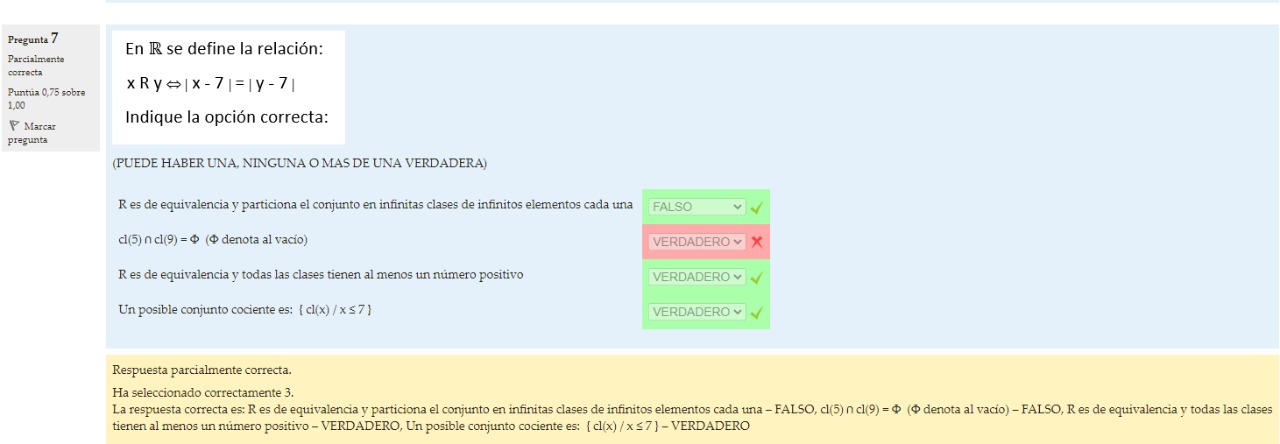 Pregunta 7
Parcialmente
correcta
Puntúa 0,75 sobre
1,00
Marcar
pregunta
En ℝ se define la relación:
x R y ⇔ | x - 7 | = | y - 7 |
Indique la opción correcta:
(PUEDE HABER UNA, NINGUNA O MAS DE UNA VERDADERA)
R es de equivalencia y particiona el conjunto en infinitas clases de infinitos elementos cada una FALSO
cl(5) ∩ cl(9) = Φ (Φ denota al vacío) VERDADERO
R es de equivalencia y todas las clases tienen al menos un número positivo VERDADERO
Un posible conjunto cociente es: { cl(x) / x ≤ 7 } VERDADERO
Respuesta parcialmente correcta.
Ha seleccionado correctamente 3.
La respuesta correcta es: R es de equivalencia y particiona el conjunto en infinitas clases de infinitos elementos cada una – FALSO, cl(5) ∩ cl(9) = Φ (Φ denota al vacío) – FALSO, R es de equivalencia y todas las clases
tienen al menos un número positivo – VERDADERO, Un posible conjunto cociente es: { cl(x) / x ≤ 7 } – VERDADERO